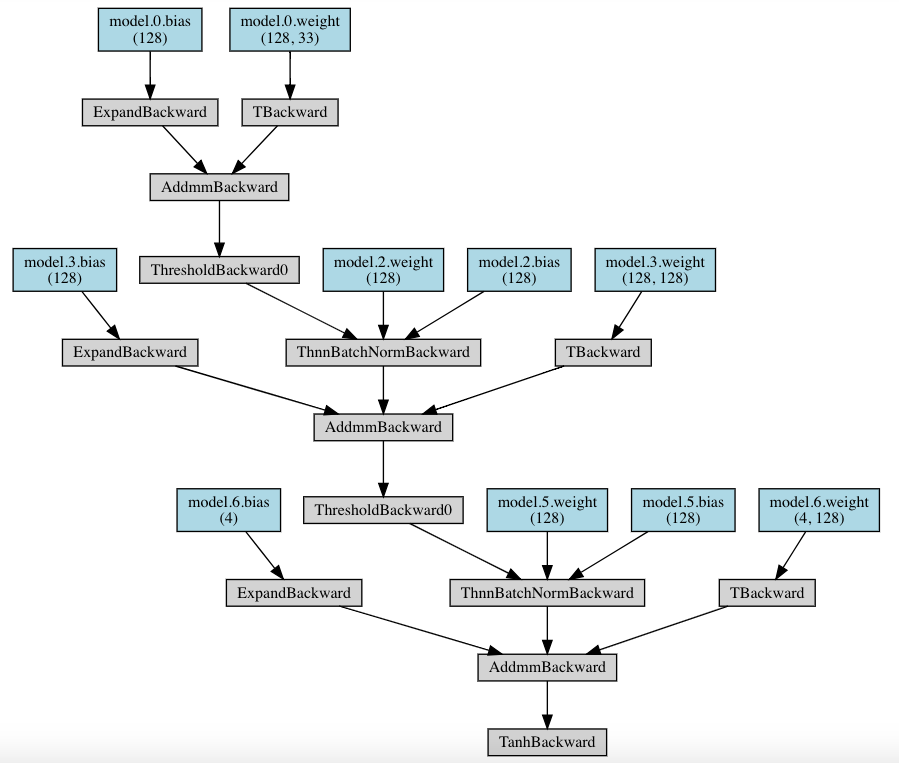 model.0.bias
(128)
model.0.weight
(128, 33)
ExpandBackward
TBackward
AddmmBackward
model.3.bias
(128)
ThresholdBackward0
model.2.weight
(128)
model.2.bias
(128)
model.3.weight
(128, 128)
ExpandBackward
ThnnBatchNormBackward
TBackward
AddmmBackward
model.6.bias
(4)
ThresholdBackward0
model.5.weight
(128)
model.5.bias
(128)
model.6.weight
(4, 128)
ExpandBackward
ThnnBatchNormBackward
TBackward
AddmmBackward
TanhBackward